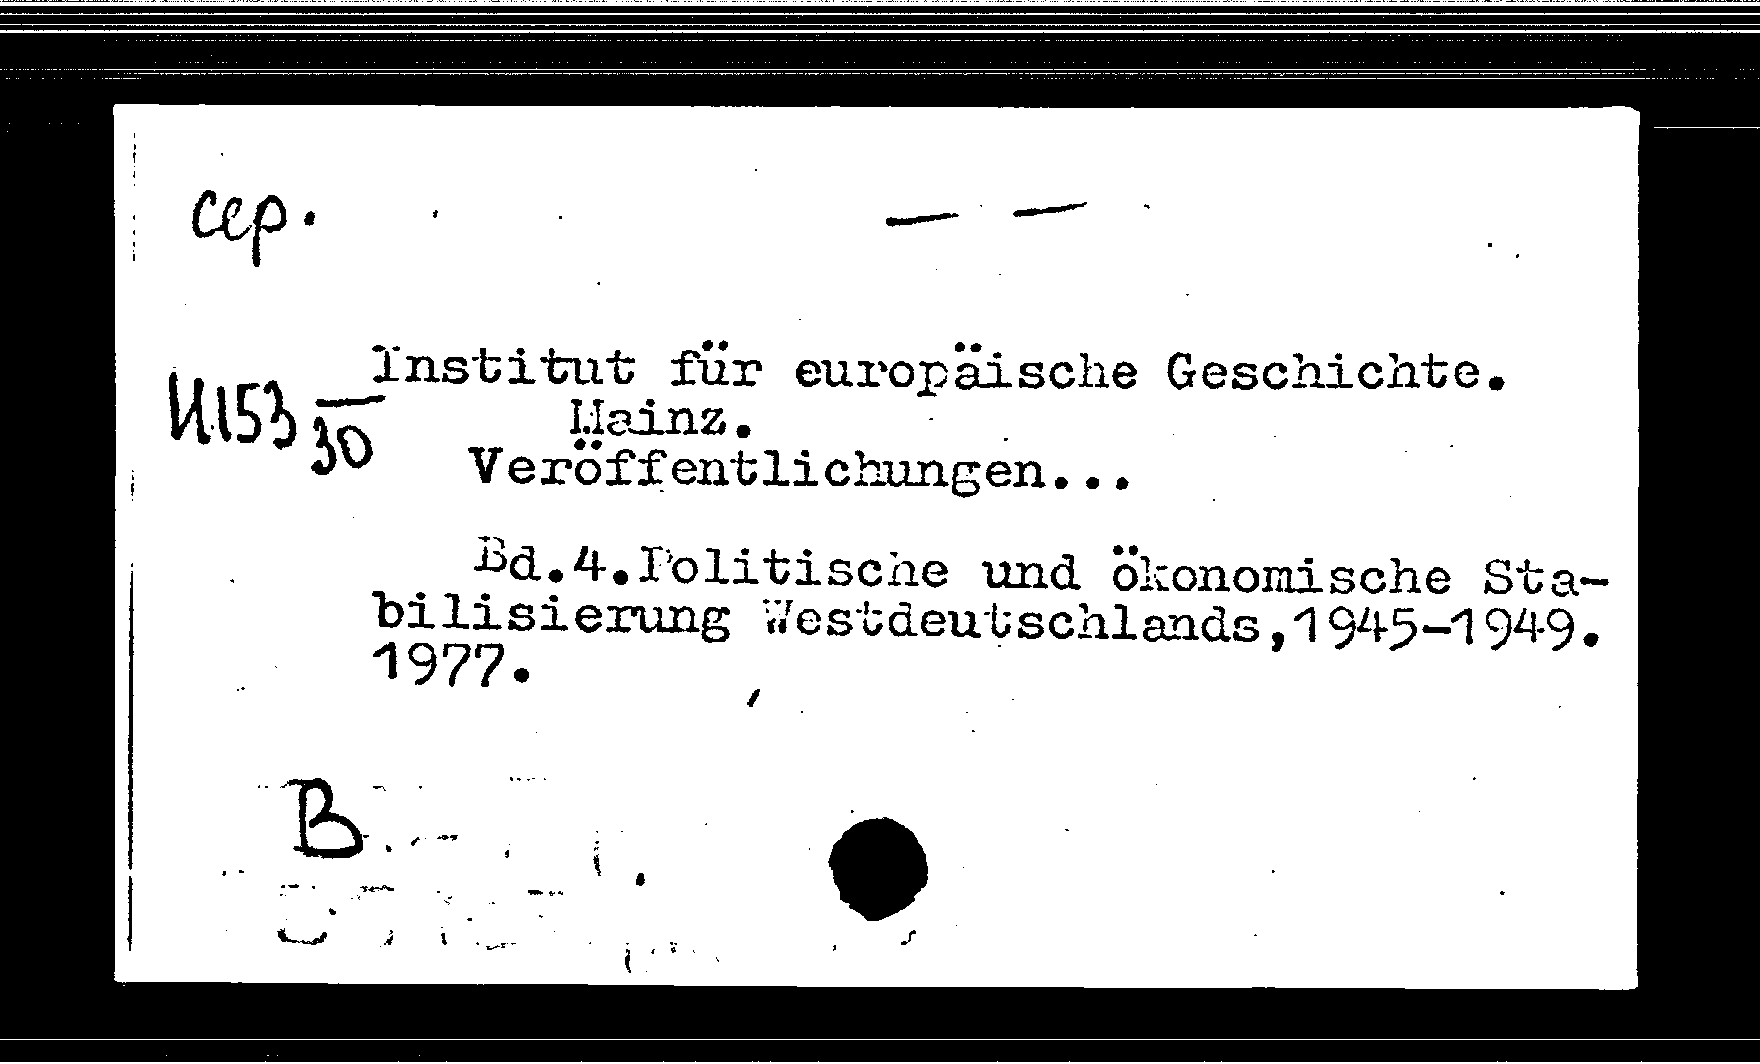 сер.
— —
Institut für europäische Geschichte.
И153 —
30
Mainz.
Veröffentlichungen...
Bd.4.Politische und ökonomische Sta-
bilisierung Westdeutschlands,1945-1949.
1977.
В